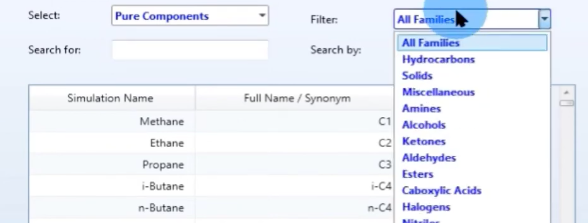 Select: Pure Components Filter: All Families
All Families
Search for: Search by: Hydrocarbons
Solids
Miscellaneous
Simulation Name Full Name / Synonym Amines
Methane C1 Alcohols
Ethane C2 Ketones
Aldehydes
Propane C3 Esters
i-Butane i-C4 Caboxylic Acids
n-Butane n-C4 Halogens
Nitriles